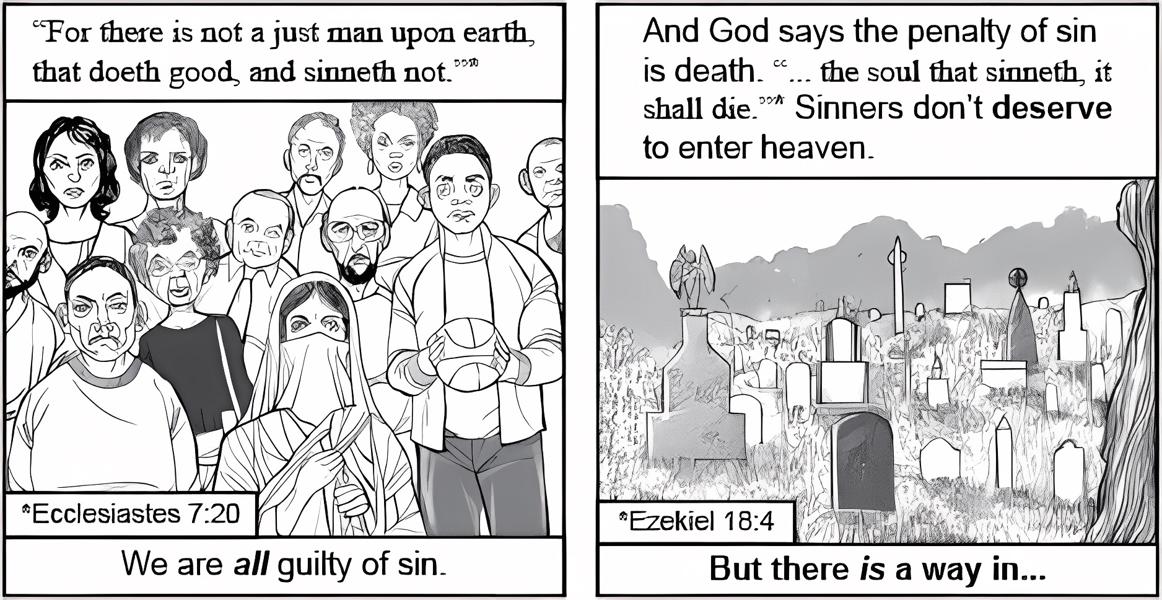 “For there is not a just man upon earth,
that doeth good, and sinneth not.”*
*Ecclesiastes 7:20
We are all guilty of sin.
And God says the penalty of sin
is death. “... the soul that sinneth, it
shall die.”* Sinners don't deserve
to enter heaven.
*Ezekiel 18:4
But there is a way in...